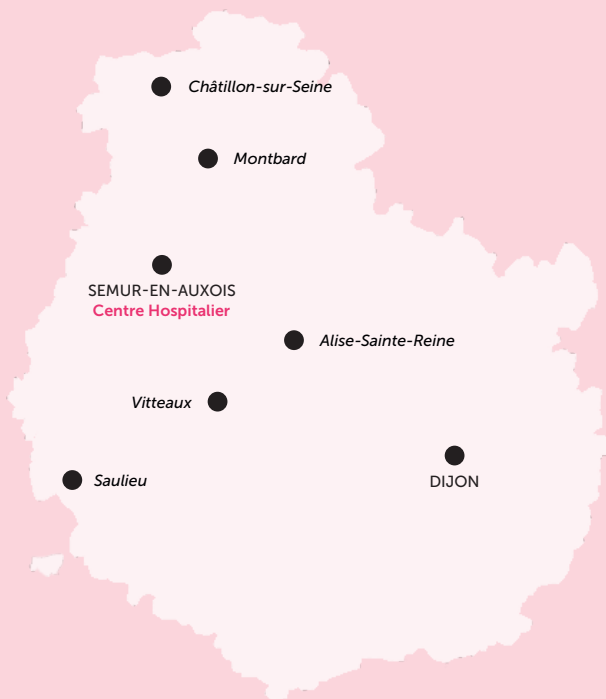 Châtillon-sur-Seine
Montbard
SEMUR-EN-AUXOIS
Centre Hospitalier
Alise-Sainte-Reine
Vitteaux
Saulieu
DIJON